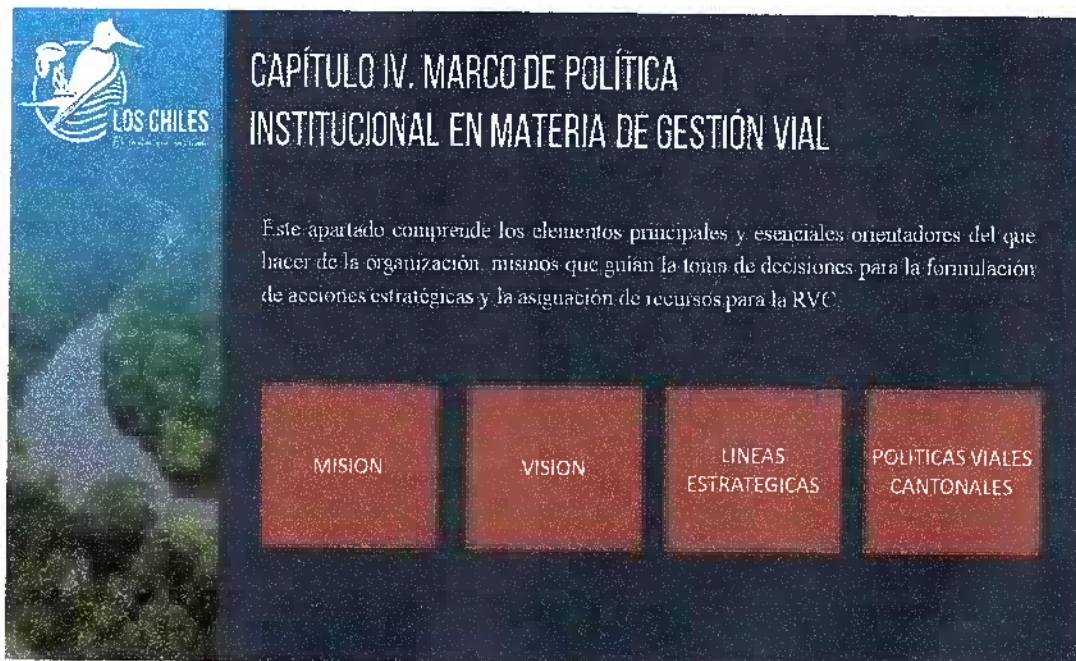 LOS CHILES
CAPÍTULO IV. MARCO DE POLÍTICA
INSTITUCIONAL EN MATERIA DE GESTIÓN VIAL
Este apartado comprende los elementos principales y esenciales orientadores del que
hacer de la organización, mismos que guían la toma de decisiones para la formulación
de acciones estratégicas y la asignación de recursos para la RVC.
MISION
VISION
LINEAS
ESTRATEGICAS
POLITICAS VIALES
CANTONALES